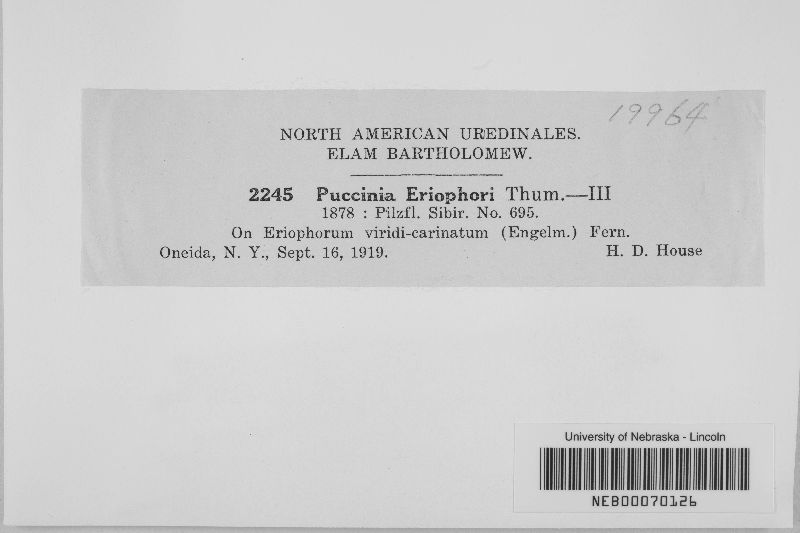 19964
NORTH AMERICAN UREDINALES.
ELAM BARTHOLOMEW.
2245 Puccinia Eriophori Thum.—III
1878 : Pilzfl. Sibir. No. 695.
On Eriophorum viridi-carinatum (Engelm.) Fern.
Oneida, N. Y., Sept. 16, 1919. H. D. House
University of Nebraska - Lincoln
NEB00070126